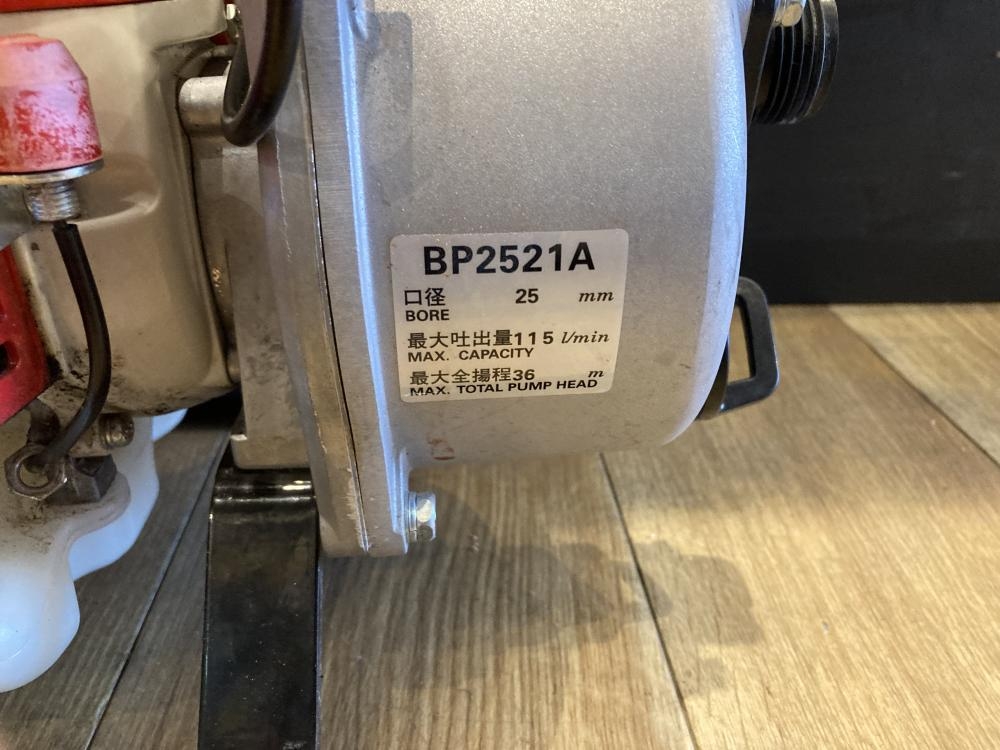 BP2521A
口径 25 mm
BORE
最大吐出量115 l/min
MAX. CAPACITY
最大全揚程36 m
MAX. TOTAL PUMP HEAD